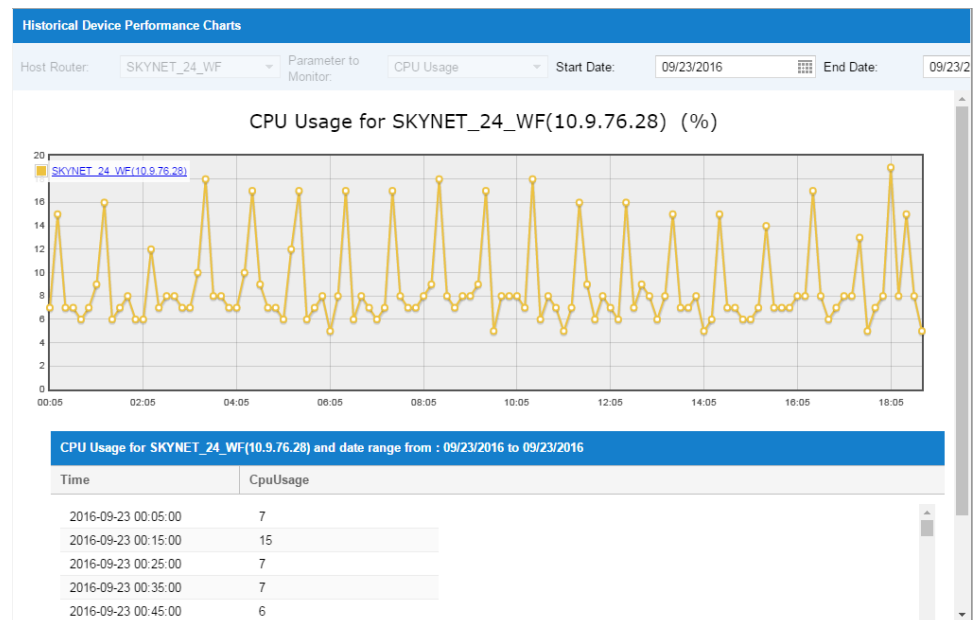 Historical Device Performance Charts
Host Router: SKYNET_24_WF Parameter to Monitor: CPU Usage Start Date: 09/23/2016 End Date: 09/23/2
CPU Usage for SKYNET_24_WF(10.9.76.28) (%)
20
SKYNET_24_WF(10.9.76.28)
16
14
12
10
8
6
4
2
0
00:05 02:05 04:05 06:05 08:05 10:05 12:05 14:05 16:05 18:05
CPU Usage for SKYNET_24_WF(10.9.76.28) and date range from : 09/23/2016 to 09/23/2016
Time CpuUsage
2016-09-23 00:05:00 7
2016-09-23 00:15:00 15
2016-09-23 00:25:00 7
2016-09-23 00:35:00 7
2016-09-23 00:45:00 6